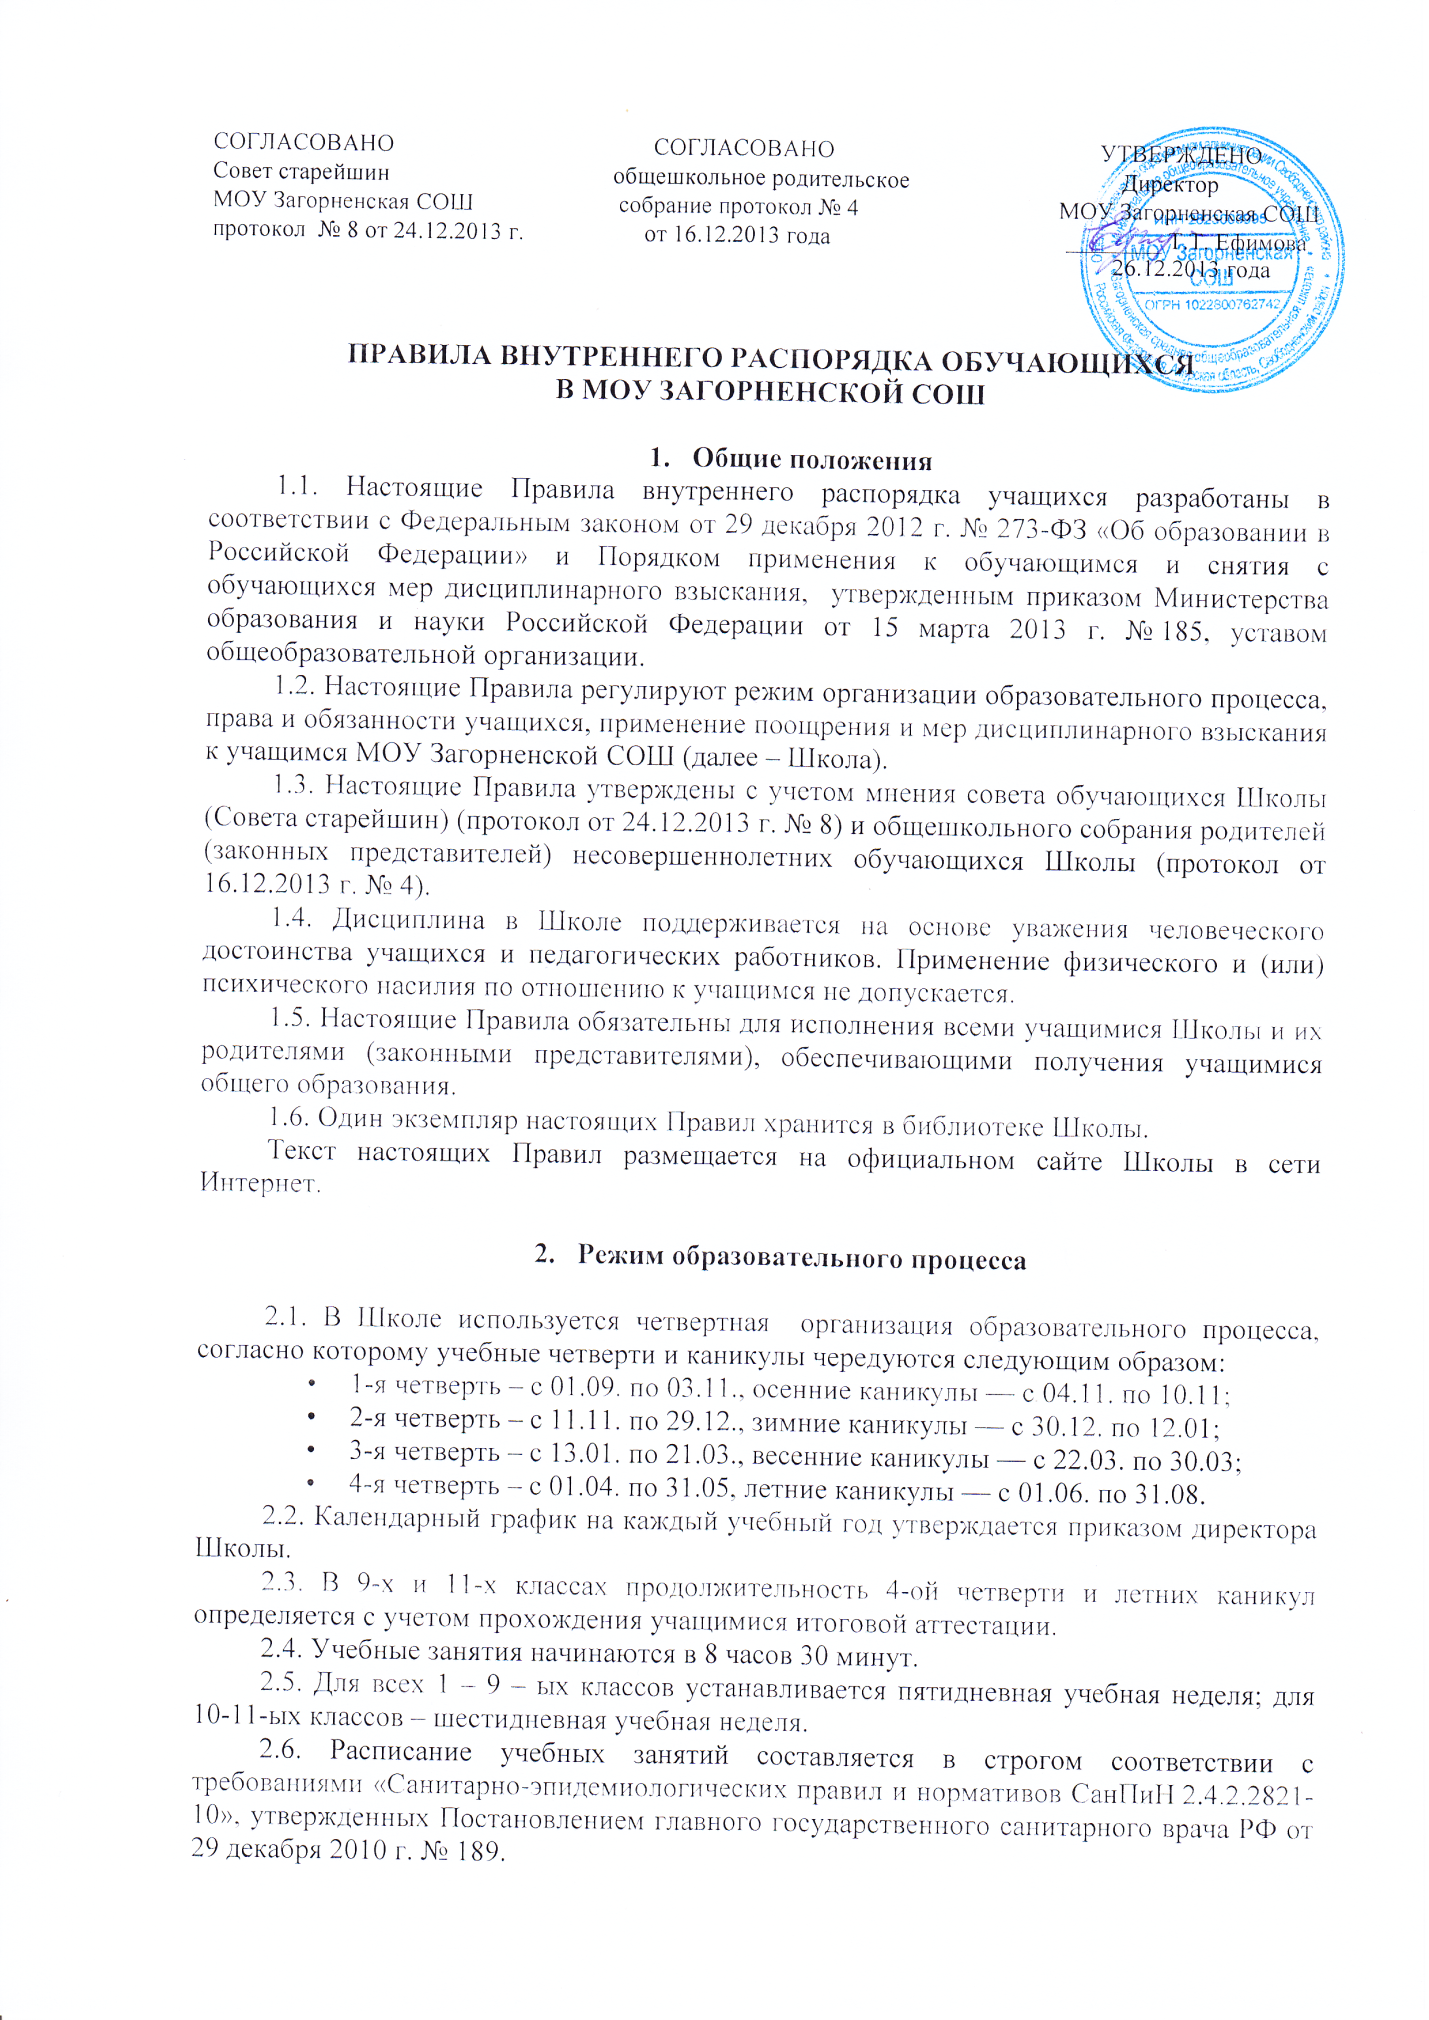 СОГЛАСОВАНО
Совет старейшин
МОУ Загорненская СОШ
протокол № 8 от 24.12.2013 г.
СОГЛАСОВАНО
общешкольное родительское
собрание протокол № 4
от 16.12.2013 года
УТВЕРЖДЕНО
Директор
МОУ Загорненская СОШ
Т.Г. Ефимова
26.12.2013 года
МОУ Загорненская
СОШ
ОГРН 1022800762742
ПРАВИЛА ВНУТРЕННЕГО РАСПОРЯДКА ОБУЧАЮЩИХСЯ
В МОУ ЗАГОРНЕНСКОЙ СОШ
1. Общие положения
1.1. Настоящие Правила внутреннего распорядка учащихся разработаны в
соответствии с Федеральным законом от 29 декабря 2012 г. № 273-ФЗ «Об образовании в
Российской Федерации» и Порядком применения к обучающимся и снятия с
обучающихся мер дисциплинарного взыскания, утвержденным приказом Министерства
образования и науки Российской Федерации от 15 марта 2013 г. № 185, уставом
общеобразовательной организации.
1.2. Настоящие Правила регулируют режим организации образовательного процесса,
права и обязанности учащихся, применение поощрения и мер дисциплинарного взыскания
к учащимся МОУ Загорненской СОШ (далее – Школа).
1.3. Настоящие Правила утверждены с учетом мнения совета обучающихся Школы
(Совета старейшин) (протокол от 24.12.2013 г. № 8) и общешкольного собрания родителей
(законных представителей) несовершеннолетних обучающихся Школы (протокол от
16.12.2013 г. № 4).
1.4. Дисциплина в Школе поддерживается на основе уважения человеческого
достоинства учащихся и педагогических работников. Применение физического и (или)
психического насилия по отношению к учащимся не допускается.
1.5. Настоящие Правила обязательны для исполнения всеми учащимися Школы и их
родителями (законными представителями), обеспечивающими получения учащимися
общего образования.
1.6. Один экземпляр настоящих Правил хранится в библиотеке Школы.
Текст настоящих Правил размещается на официальном сайте Школы в сети
Интернет.
2. Режим образовательного процесса
2.1. В Школе используется четвертная организация образовательного процесса,
согласно которому учебные четверти и каникулы чередуются следующим образом:
• 1-я четверть – с 01.09. по 03.11., осенние каникулы — с 04.11. по 10.11;
• 2-я четверть – с 11.11. по 29.12., зимние каникулы — с 30.12. по 12.01;
• 3-я четверть – с 13.01. по 21.03., весенние каникулы — с 22.03. по 30.03;
• 4-я четверть – с 01.04. по 31.05, летние каникулы — с 01.06. по 31.08.
2.2. Календарный график на каждый учебный год утверждается приказом директора
Школы.
2.3. В 9-х и 11-х классах продолжительность 4-ой четверти и летних каникул
определяется с учетом прохождения учащимися итоговой аттестации.
2.4. Учебные занятия начинаются в 8 часов 30 минут.
2.5. Для всех 1 – 9 – ых классов устанавливается пятидневная учебная неделя; для
10-11-ых классов – шестидневная учебная неделя.
2.6. Расписание учебных занятий составляется в строгом соответствии с
требованиями «Санитарно-эпидемиологических правил и нормативов СанПиН 2.4.2.2821-
10», утвержденных Постановлением главного государственного санитарного врача РФ от
29 декабря 2010 г. № 189.